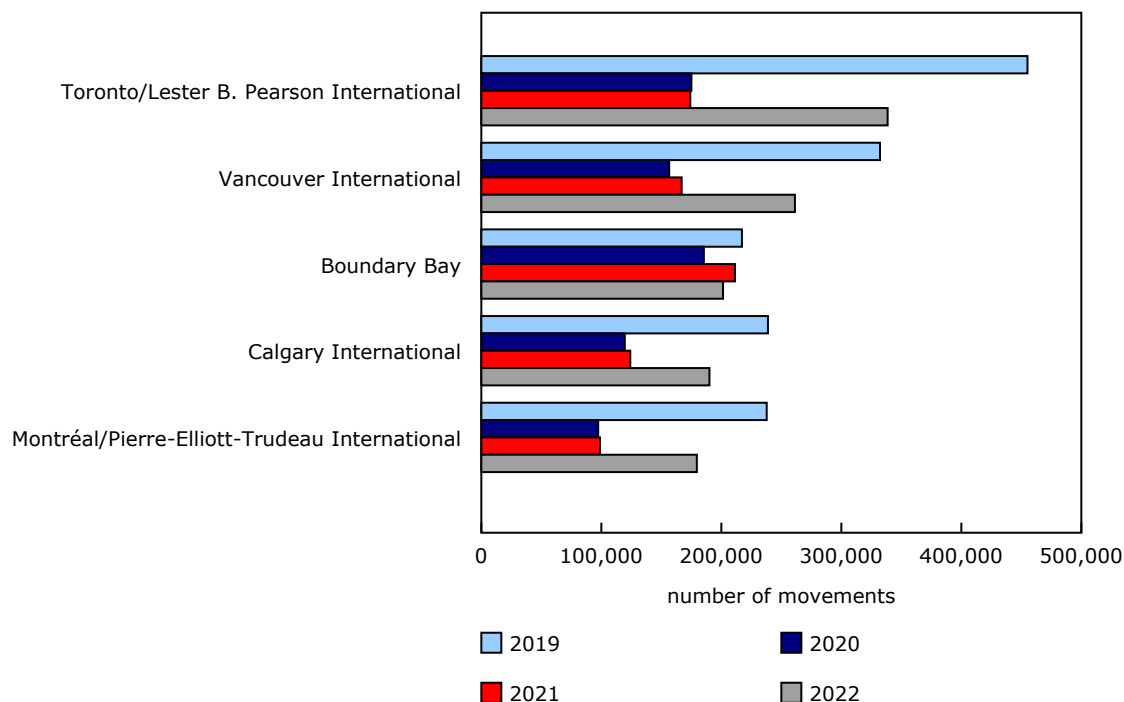 Toronto/Lester B. Pearson International
Vancouver International
Boundary Bay
Calgary International
Montréal/Pierre-Elliott-Trudeau International
0 100,000 200,000 300,000 400,000 500,000
number of movements
2019 2020
2021 2022